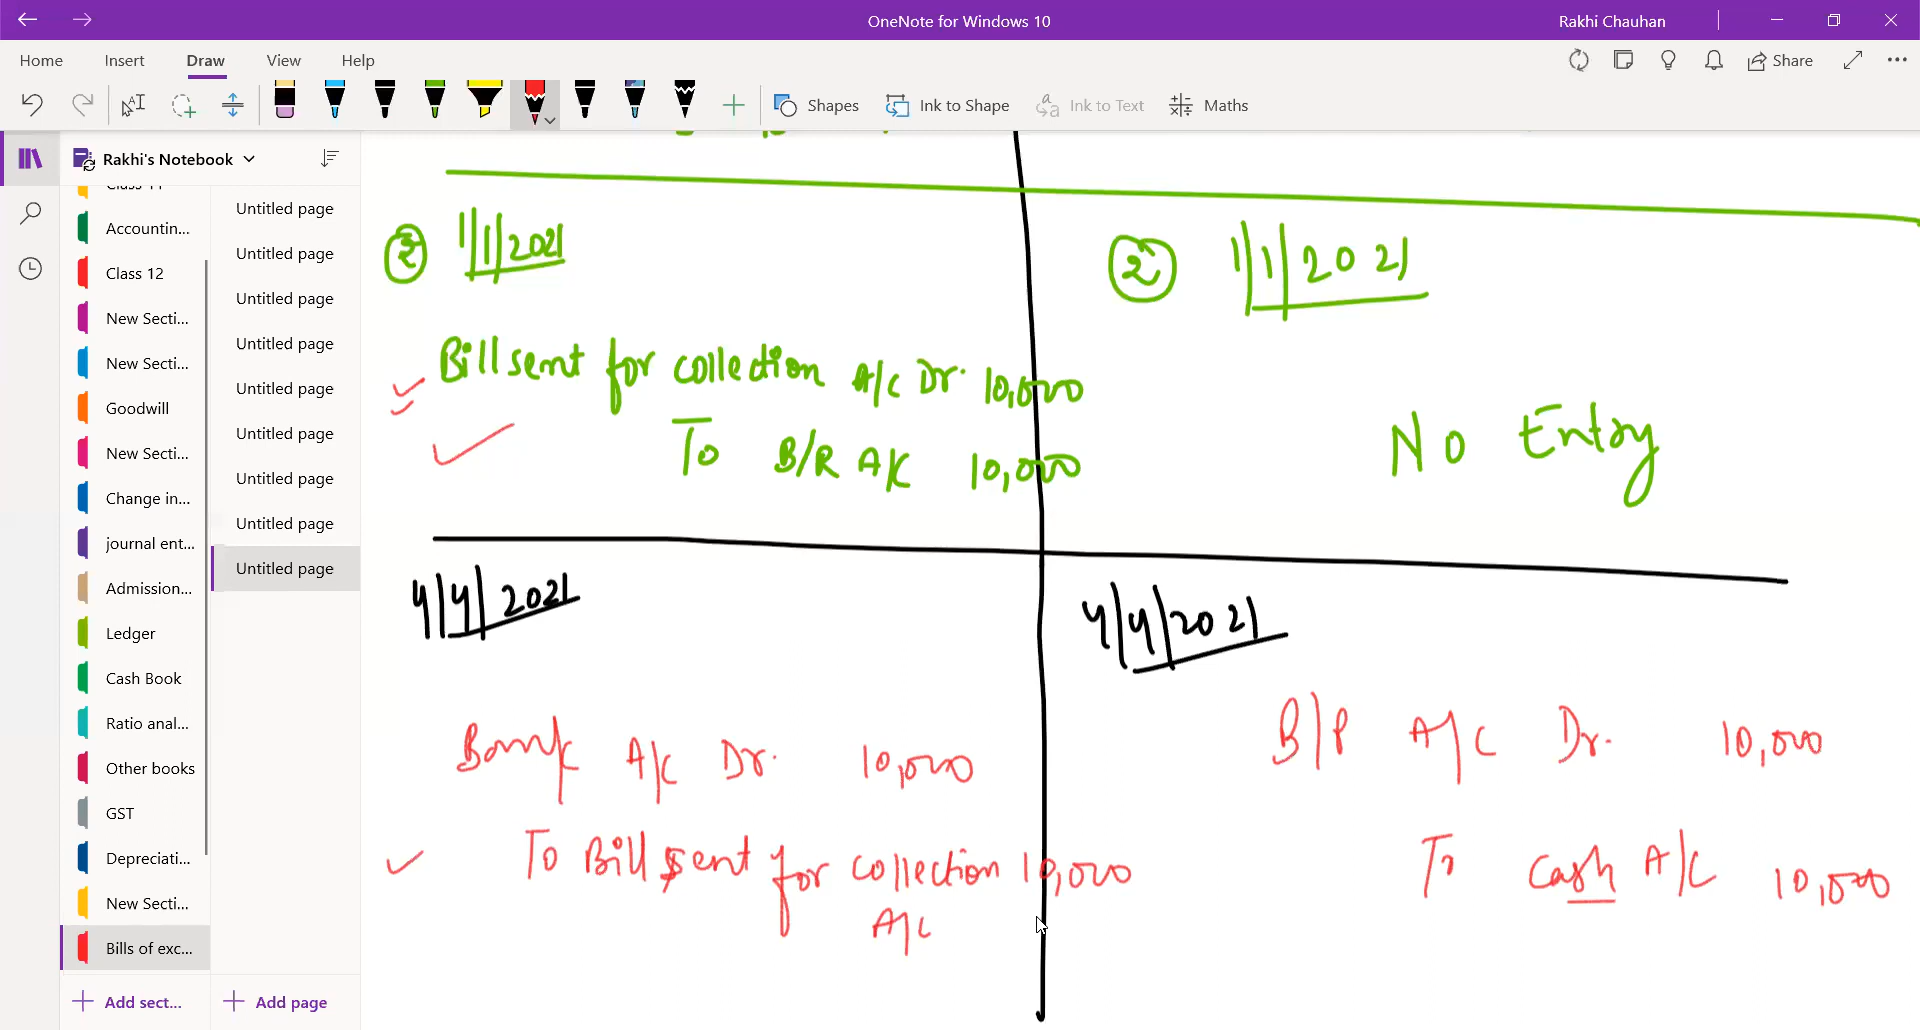 OneNote for Windows 10
Rakhi Chauhan
Home Insert Draw View Help
Share
Shapes Ink to Shape Ink to Text Maths
Rakhi's Notebook
Accountin...
Class 12
New Secti...
New Secti...
Goodwill
New Secti...
Change in...
journal ent...
Admission...
Ledger
Cash Book
Ratio anal...
Other books
GST
Depreciati...
New Secti...
Bills of exc...
Add sect...
Untitled page
Untitled page
Untitled page
Untitled page
Untitled page
Untitled page
Untitled page
Untitled page
Untitled page
Add page
② 1/1/2021
Bill sent for collection A/C Dr. 10,000
To B/R A/C 10,000
② 1/1/2021
No Entry
4/4/2021
Bank A/C Dr. 10,000
To Bill sent for collection 10,000
A/C
4/4/2021
B/P A/C Dr. 10,000
To Cash A/C 10,000